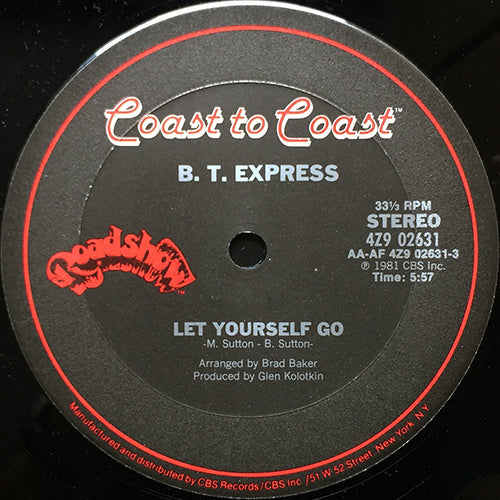 Coast to Coast™
B. T. EXPRESS
33⅓ RPM
STEREO
4Z9 02631
AA-AF 4Z9 02631-3
℗ 1981 CBS Inc.
Time: 5:57
Roadshow™
LET YOURSELF GO
-M. Sutton - B. Sutton-
Arranged by Brad Baker
Produced by Glen Kolotkin
Manufactured and distributed by CBS Records/CBS Inc /51 W 52 Street, New York, N.Y